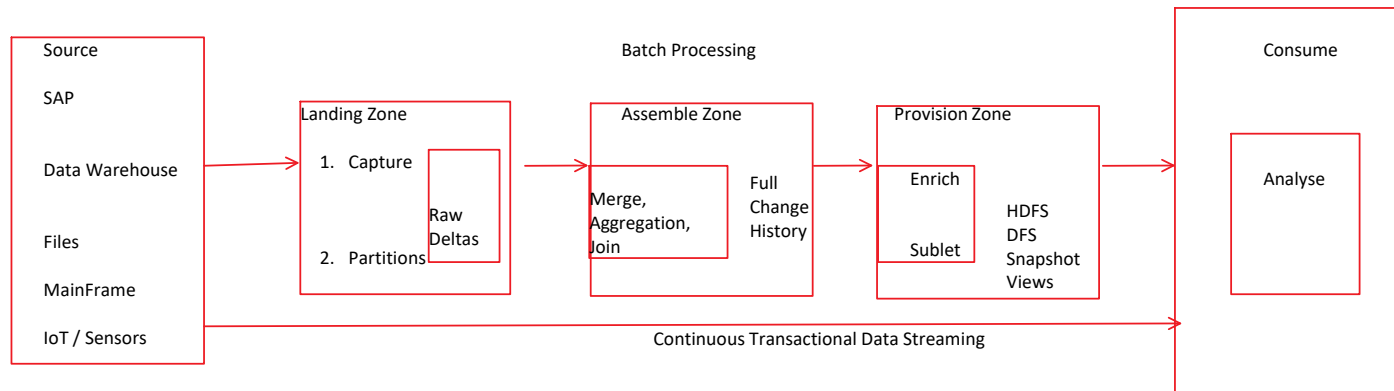 Source
SAP
Data Warehouse
Files
MainFrame
IoT / Sensors
Batch Processing
Landing Zone
1. Capture
2. Partitions
Raw
Deltas
Assemble Zone
Merge,
Aggregation,
Join
Full
Change
History
Provision Zone
Enrich
Sublet
HDFS
DFS
Snapshot
Views
Consume
Analyse
Continuous Transactional Data Streaming